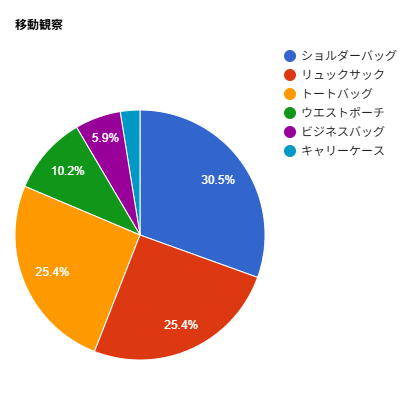 移動観察
ショルダーバッグ
リュックサック
トートバッグ
ウエストポーチ
ビジネスバッグ
キャリーケース
5.9%
10.2%
30.5%
25.4%
25.4%